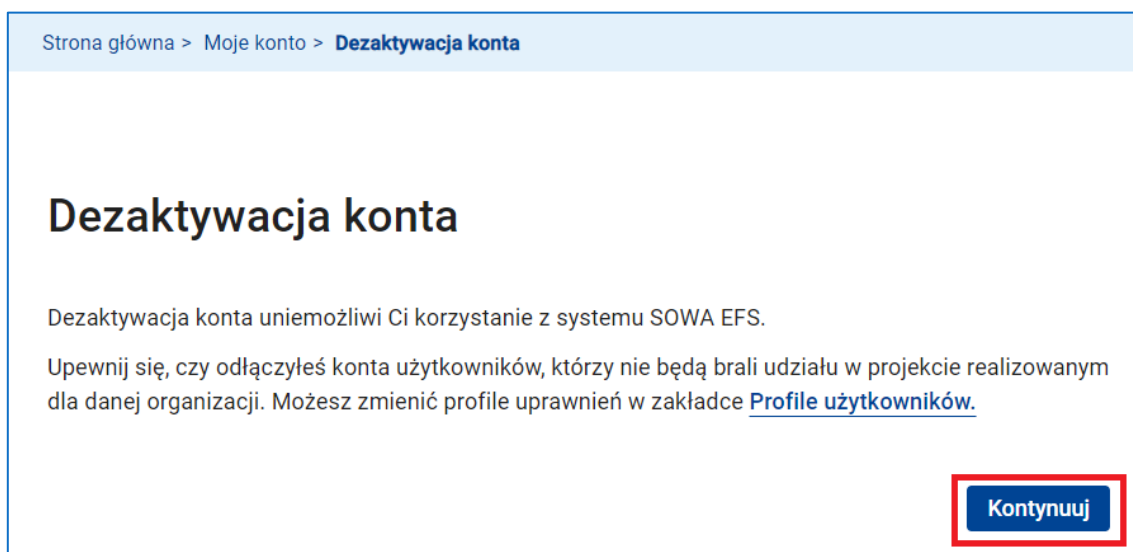 Strona główna > Moje konto > Dezaktywacja konta
Dezaktywacja konta
Dezaktywacja konta uniemożliwi Ci korzystanie z systemu SOWA EFS.
Upewnij się, czy odłączyłeś konta użytkowników, którzy nie będą brali udziału w projekcie realizowanym
dla danej organizacji. Możesz zmienić profile uprawnień w zakładce Profile użytkowników.
Kontynuuj